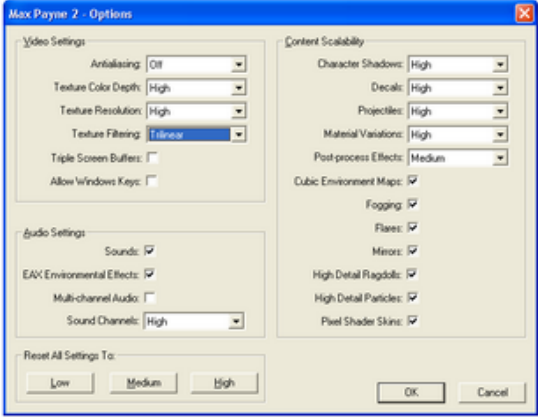 Max Payne 2 - Options
Video Settings
Antialiasing: Off
Texture Color Depth: High
Texture Resolution: High
Texture Filtering: Trilinear
Triple Screen Buffers:
Allow Windows Keys:
Audio Settings
Sounds:
EAX Environmental Effects:
Multi-channel Audio:
Sound Channels: High
Reset All Settings To:
Low Medium High
Content Scalability
Character Shadows: High
Decals: High
Projectiles: High
Material Variations: High
Post-process Effects: Medium
Cubic Environment Maps:
Fogging:
Flares:
Mirrors:
High Detail Ragdolls:
High Detail Particles:
Pixel Shader Skins:
OK Cancel